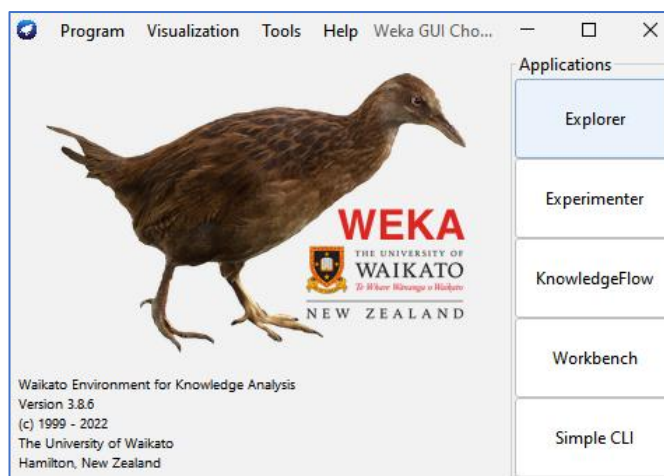 Program Visualization Tools Help Weka GUI Cho...
Applications
Explorer
Experimenter
KnowledgeFlow
Workbench
Simple CLI
WEKA
THE UNIVERSITY OF
WAIKATO
Te Whare Wānanga o Waikato
NEW ZEALAND
Waikato Environment for Knowledge Analysis
Version 3.8.6
(c) 1999 - 2022
The University of Waikato
Hamilton, New Zealand